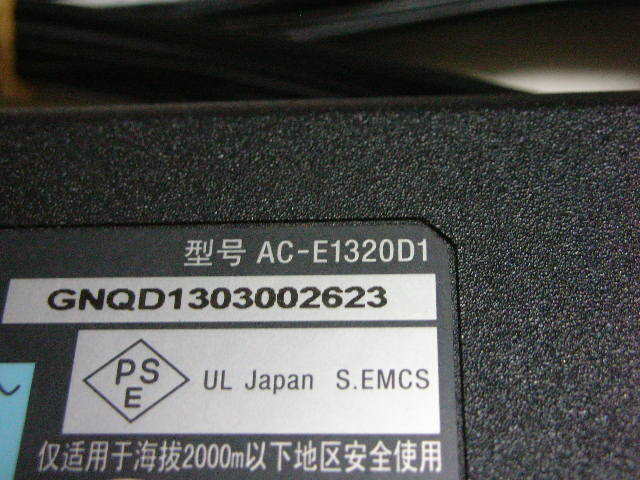 型号 AC-E1320D1
GNQD1303002623
PSE UL Japan S.EMCS
仅适用于海拔2000m以下地区安全使用